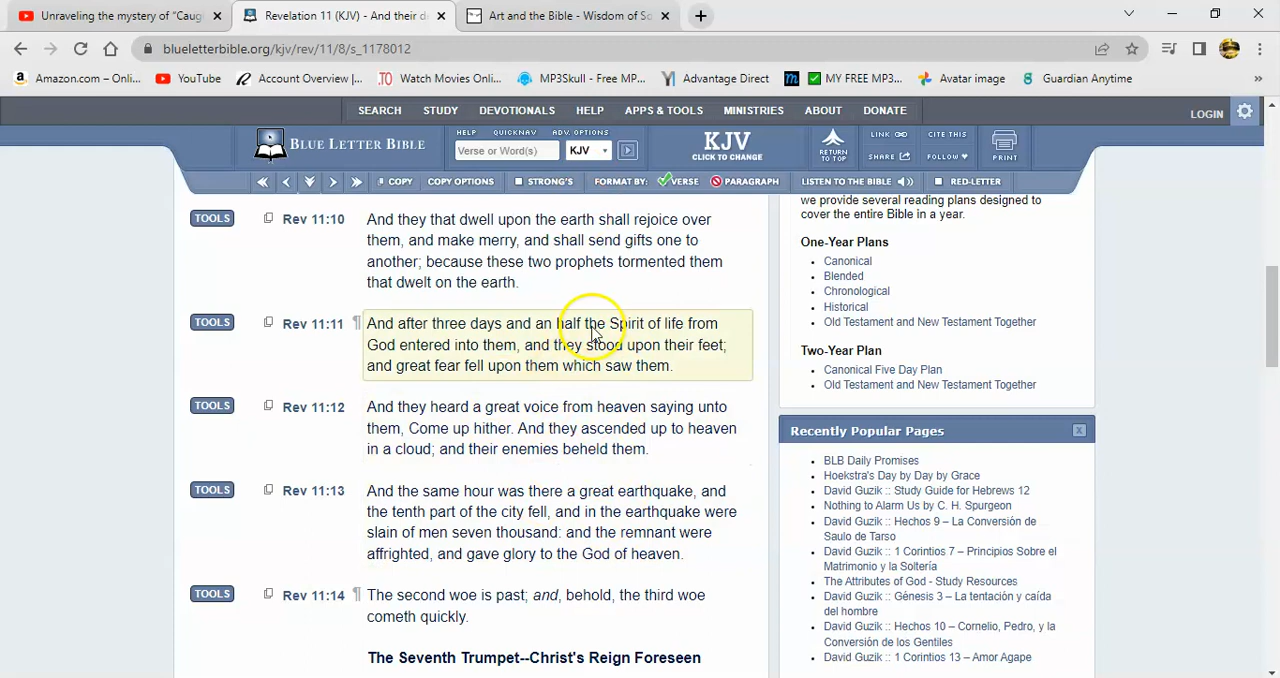 Unraveling the mystery of "Caug
Revelation 11 (KJV) - And their d
Art and the Bible - Wisdom of So
blueletterbible.org/kjv/rev/11/8/s_1178012
Amazon.com – Onli...
YouTube
Account Overview |...
Watch Movies Onlin...
MP3Skull - Free MP...
Advantage Direct
MY FREE MP3...
Avatar image
Guardian Anytime
»
SEARCH STUDY DEVOTIONALS HELP APPS & TOOLS MINISTRIES ABOUT DONATE
LOGIN
BLUE LETTER BIBLE
HELP QUICKNAV ADV. OPTIONS
Verse or Word(s)
KJV
KJV
CLICK TO CHANGE
RETURN
TO TOP
LINK
SHARE
CITE THIS
FOLLOW
PRINT
COPY COPY OPTIONS STRONG'S FORMAT BY: VERSE PARAGRAPH LISTEN TO THE BIBLE RED-LETTER
TOOLS Rev 11:10 And they that dwell upon the earth shall rejoice over
them, and make merry, and shall send gifts one to
another; because these two prophets tormented them
that dwelt on the earth.
TOOLS Rev 11:11 ¶ And after three days and an half the Spirit of life from
God entered into them, and they stood upon their feet;
and great fear fell upon them which saw them.
TOOLS Rev 11:12 And they heard a great voice from heaven saying unto
them, Come up hither. And they ascended up to heaven
in a cloud; and their enemies beheld them.
TOOLS Rev 11:13 And the same hour was there a great earthquake, and
the tenth part of the city fell, and in the earthquake were
slain of men seven thousand: and the remnant were
affrighted, and gave glory to the God of heaven.
TOOLS Rev 11:14 ¶ The second woe is past; and, behold, the third woe
cometh quickly.
The Seventh Trumpet--Christ's Reign Foreseen
we provide several reading plans designed to
cover the entire Bible in a year.
One-Year Plans
Canonical
Blended
Chronological
Historical
Old Testament and New Testament Together
Two-Year Plan
Canonical Five Day Plan
Old Testament and New Testament Together
Recently Popular Pages
BLB Daily Promises
Hoekstra's Day by Day by Grace
David Guzik :: Study Guide for Hebrews 12
Nothing to Alarm Us by C. H. Spurgeon
David Guzik :: Hechos 9 – La Conversión de
Saulo de Tarso
David Guzik :: 1 Corintios 7 – Principios Sobre el
Matrimonio y la Soltería
The Attributes of God - Study Resources
David Guzik :: Génesis 3 – La tentación y caída
del hombre
David Guzik :: Hechos 10 – Cornelio, Pedro, y la
Conversión de los Gentiles
David Guzik :: 1 Corintios 13 – Amor Agape